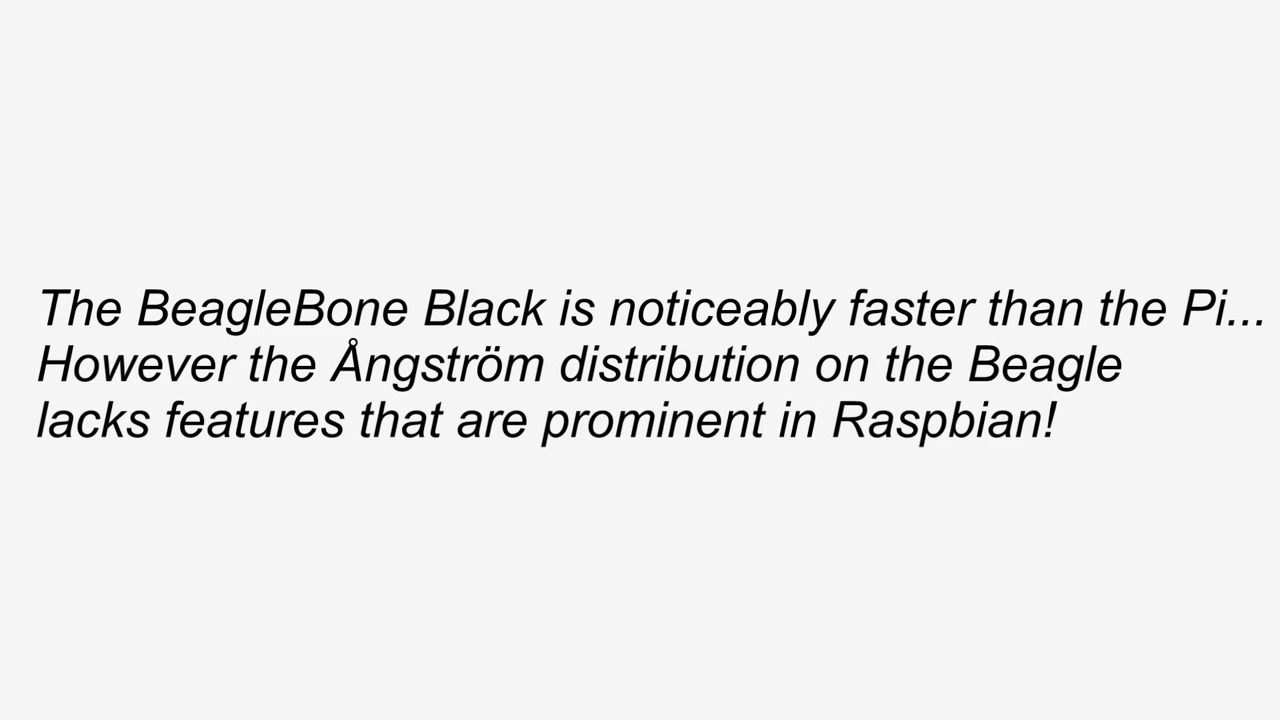 The BeagleBone Black is noticeably faster than the Pi...
However the Ångström distribution on the Beagle
lacks features that are prominent in Raspbian!